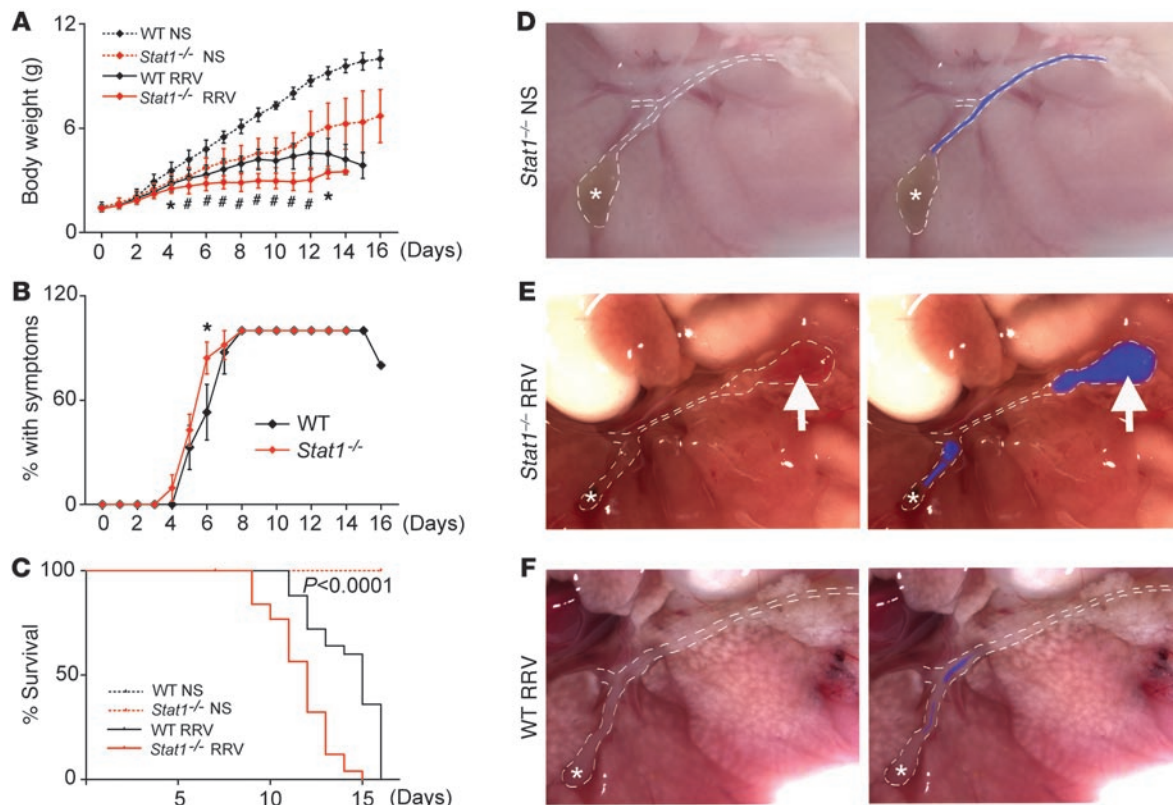 A
Body weight (g)
12
6
0
WT NS
Stat1-/- NS
WT RRV
Stat1-/- RRV
* # # # # # # # # *
0 2 4 6 8 10 12 14 16 (Days)
B
% with symptoms
120
60
0
*
WT
Stat1-/-
0 2 4 6 8 10 12 14 16 (Days)
C
% Survival
100
50
0
P<0.0001
WT NS
Stat1-/- NS
WT RRV
Stat1-/- RRV
5 10 15 (Days)
D
Stat1-/- NS
* *
E
Stat1-/- RRV
* *
F
WT RRV
* *